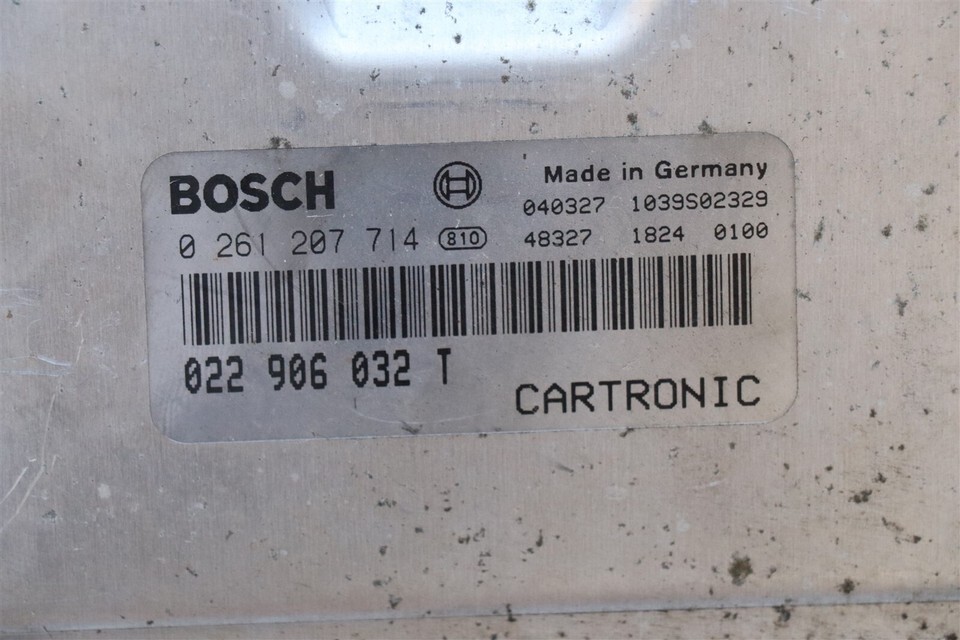 BOSCH
Made in Germany
040327 1039S02329
0 261 207 714 810 48327 1824 0100
022 906 032 T
CARTRONIC